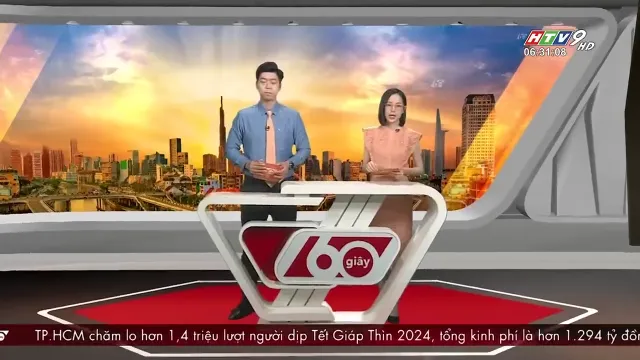 HTV9 HD
06:31:08
60 giây
TP.HCM chăm lo hơn 1,4 triệu lượt người dịp Tết Giáp Thìn 2024, tổng kinh phí là hơn 1.294 tỷ đồ